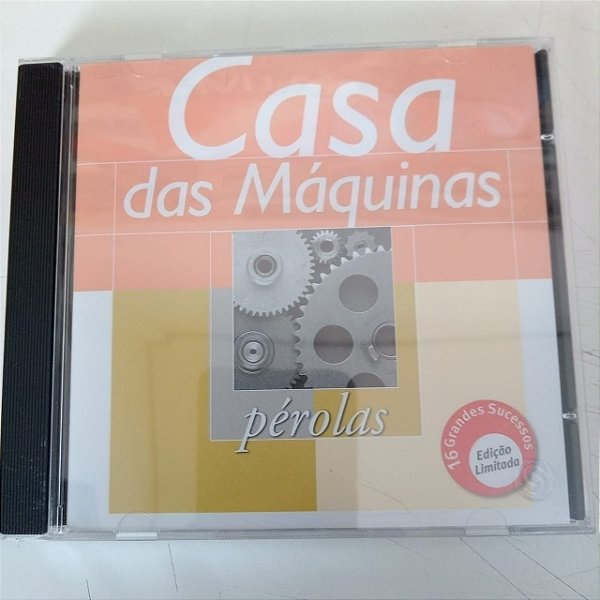 Casa
das Máquinas
pérolas
16 Grandes Sucessos
Edição
Limitada